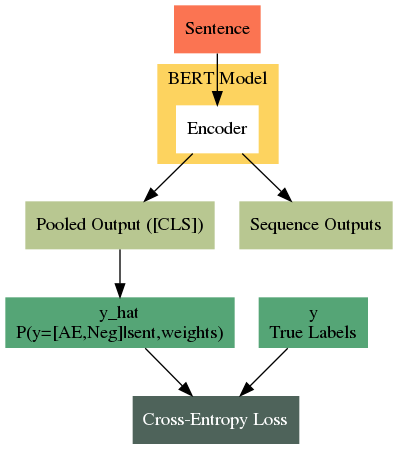 Sentence
BERT Model
Encoder
Pooled Output ([CLS])
Sequence Outputs
y_hat
P(y=[AE,Neg]|sent,weights)
y
True Labels
Cross-Entropy Loss